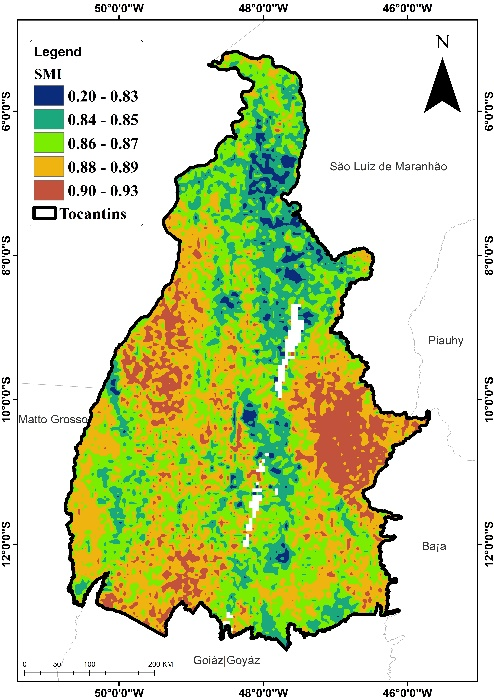 50°0'0"W 48°0'0"W 46°0'0"W
Legend
SMI
0.20 - 0.83
0.84 - 0.85
0.86 - 0.87
0.88 - 0.89
0.90 - 0.93
Tocantins
N
6°0'0"S 6°0'0"S
São Luiz de Maranhão
8°0'0"S 8°0'0"S
Piauhy
10°0'0"S 10°0'0"S
Matto Grosso
12°0'0"S 12°0'0"S
Baja
Goiáz|Goyáz
0 50 100 200 KM
50°0'0"W 48°0'0"W 46°0'0"W